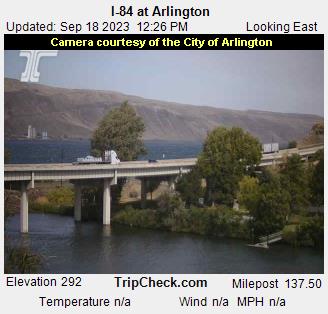 I-84 at Arlington
Updated: Sep 18 2023 12:26 PM Looking East
Camera courtesy of the City of Arlington
Elevation 292 TripCheck.com Milepost 137.50
Temperature n/a Wind n/a MPH n/a